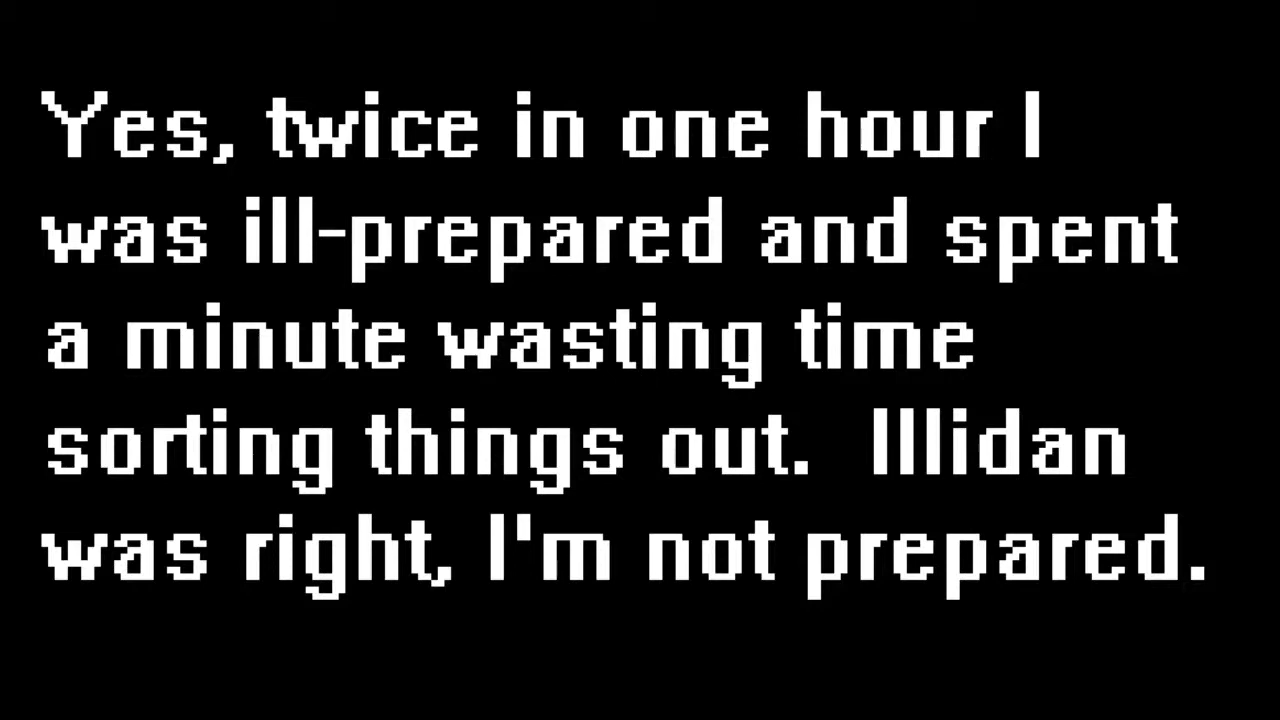 Yes, twice in one hour I
was ill-prepared and spent
a minute wasting time
sorting things out.  Illidan
was right, I'm not prepared.